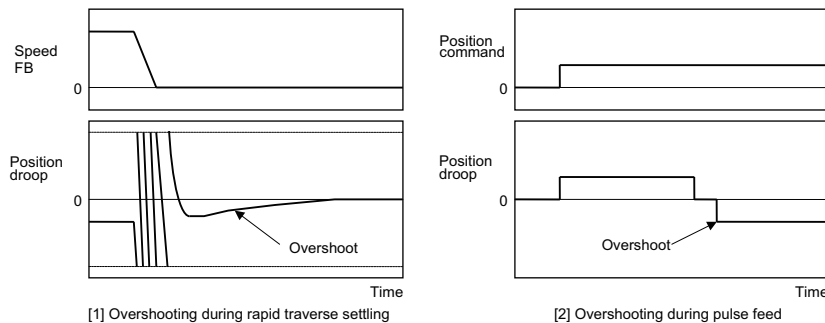 Speed
FB
0
Position
droop
0
Overshoot
Time
[1] Overshooting during rapid traverse settling
Position
command
0
Position
droop
0
Overshoot
Time
[2] Overshooting during pulse feed